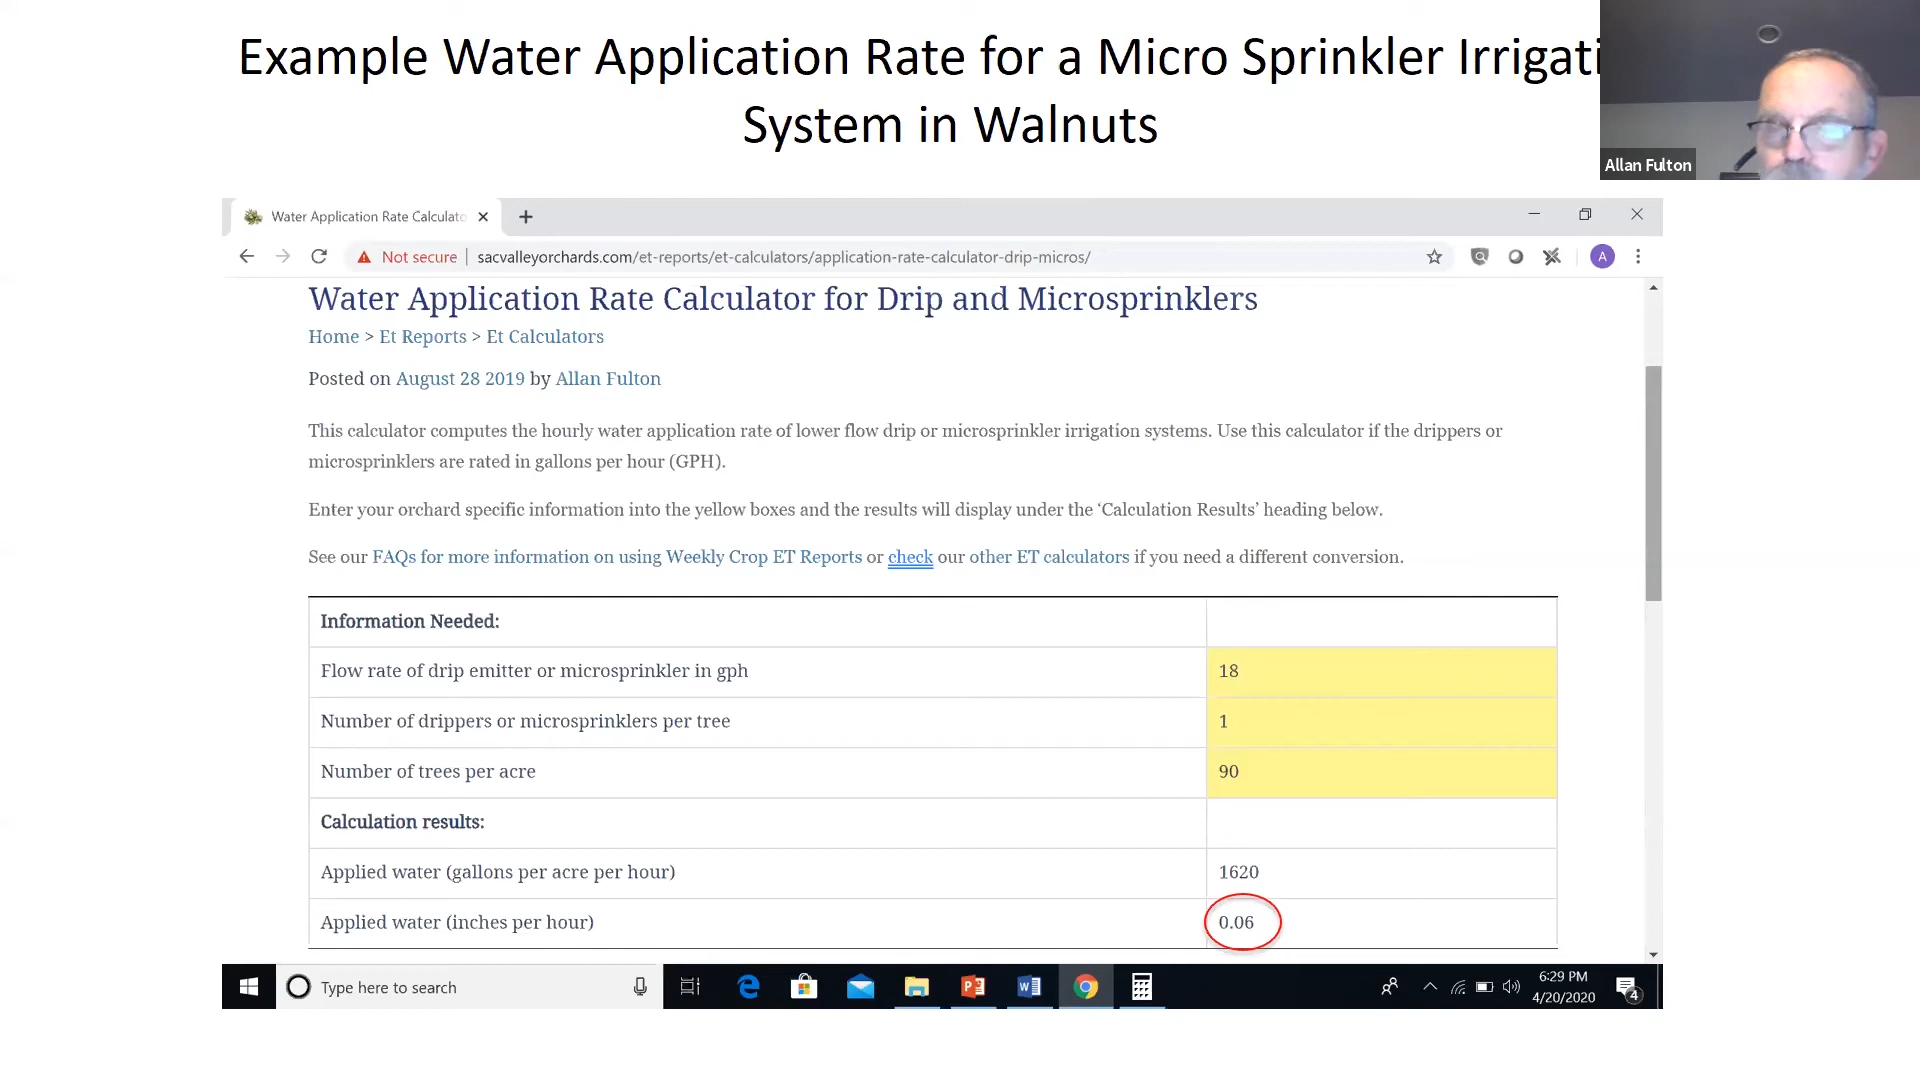 Example Water Application Rate for a Micro Sprinkler Irrigati
System in Walnuts
Allan Fulton
Water Application Rate Calculato
Not secure | sacvalleyorchards.com/et-reports/et-calculators/application-rate-calculator-drip-micros/
A
Water Application Rate Calculator for Drip and Microsprinklers
Home > Et Reports > Et Calculators
Posted on August 28 2019 by Allan Fulton
This calculator computes the hourly water application rate of lower flow drip or microsprinkler irrigation systems. Use this calculator if the drippers or
microsprinklers are rated in gallons per hour (GPH).
Enter your orchard specific information into the yellow boxes and the results will display under the ‘Calculation Results’ heading below.
See our FAQs for more information on using Weekly Crop ET Reports or check our other ET calculators if you need a different conversion.
Information Needed:
Flow rate of drip emitter or microsprinkler in gph 18
Number of drippers or microsprinklers per tree 1
Number of trees per acre 90
Calculation results:
Applied water (gallons per acre per hour) 1620
Applied water (inches per hour) 0.06
Type here to search
6:29 PM
4/20/2020
4